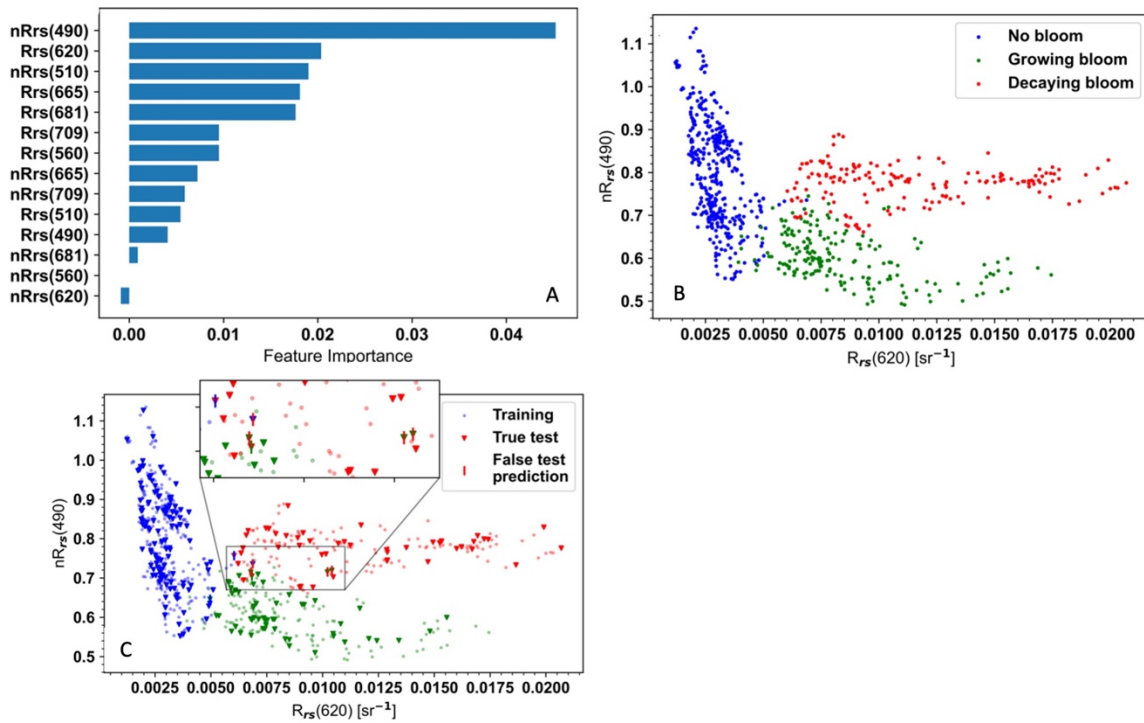 nRrs(490)
Rrs(620)
nRrs(510)
Rrs(665)
Rrs(681)
Rrs(709)
Rrs(560)
nRrs(665)
nRrs(709)
Rrs(510)
Rrs(490)
nRrs(681)
nRrs(560)
nRrs(620)
A
0.00 0.01 0.02 0.03 0.04
Feature Importance
nRrs(490)
1.1
1.0
0.9
0.8
0.7
0.6
0.5
No bloom
Growing bloom
Decaying bloom
B
0.0025 0.0050 0.0075 0.0100 0.0125 0.0150 0.0175 0.0200
Rrs(620) [sr⁻¹]
nRrs(490)
1.1
1.0
0.9
0.8
0.7
0.6
0.5
Training
True test
False test
prediction
C
0.0025 0.0050 0.0075 0.0100 0.0125 0.0150 0.0175 0.0200
Rrs(620) [sr⁻¹]